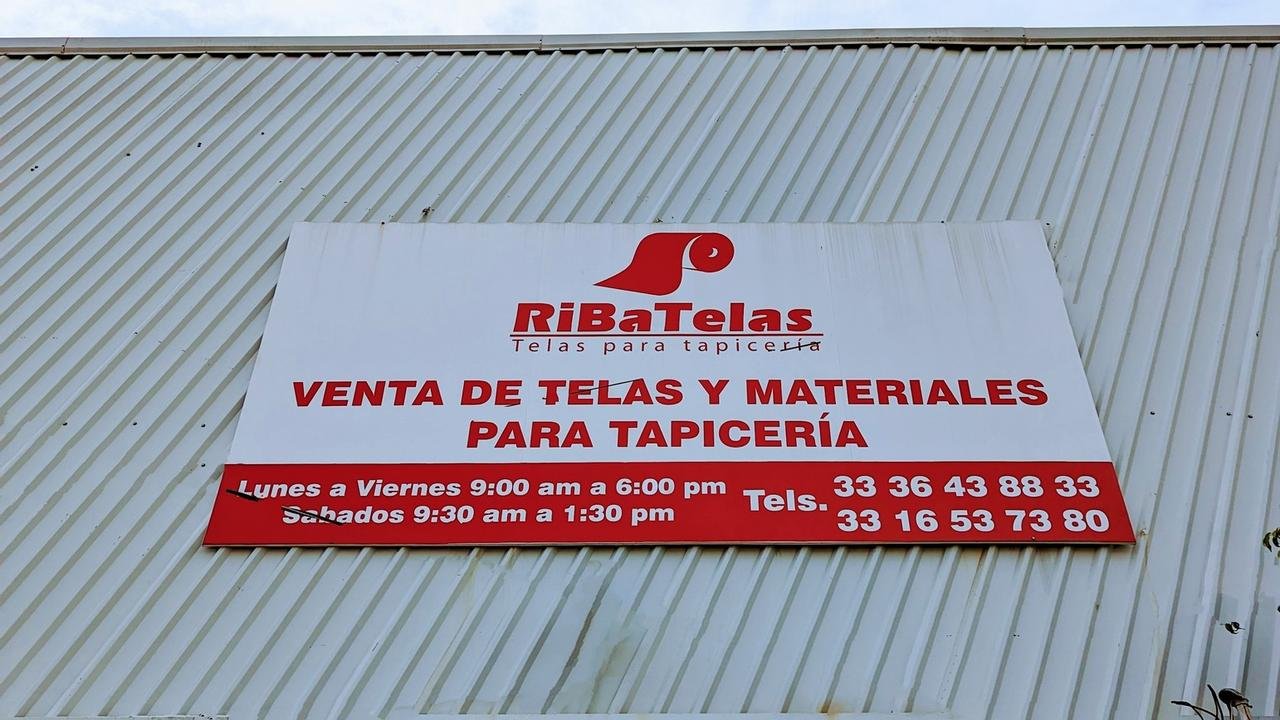 RiBaTelas
Telas para tapicería
VENTA DE TELAS Y MATERIALES
PARA TAPICERÍA
Lunes a Viernes 9:00 am a 6:00 pm
Sabados 9:30 am a 1:30 pm
Tels. 33 36 43 88 33
33 16 53 73 80